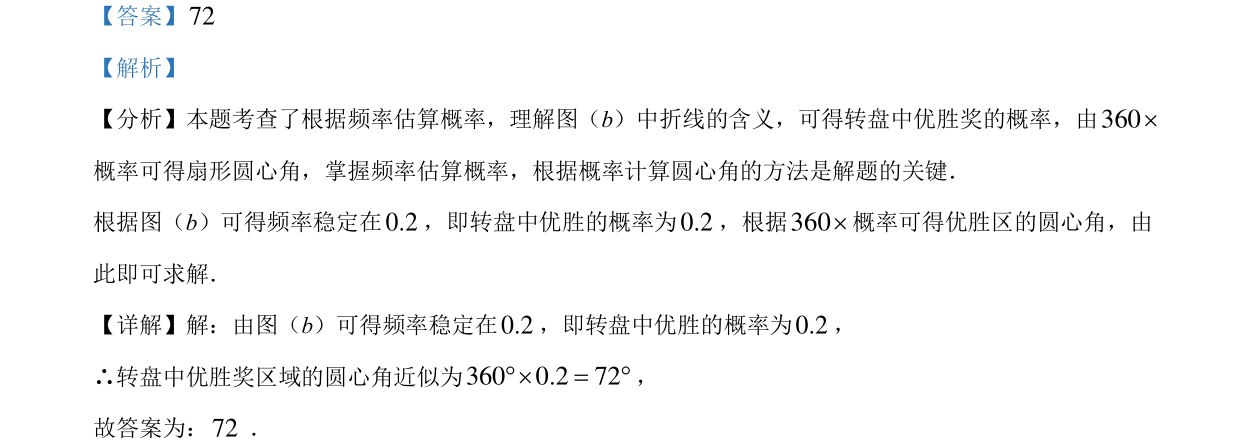 【答案】72
【解析】
【分析】本题考查了根据频率估算概率，理解图（b）中折线的含义，可得转盘中优胜奖的概率，由360×
概率可得扇形圆心角，掌握频率估算概率，根据概率计算圆心角的方法是解题的关键．
根据图（b）可得频率稳定在0.2，即转盘中优胜的概率为0.2，根据360×概率可得优胜区的圆心角，由
此即可求解．
【详解】解：由图（b）可得频率稳定在0.2，即转盘中优胜的概率为0.2，
∴转盘中优胜奖区域的圆心角近似为360°×0.2＝72°，
故答案为：72 ．